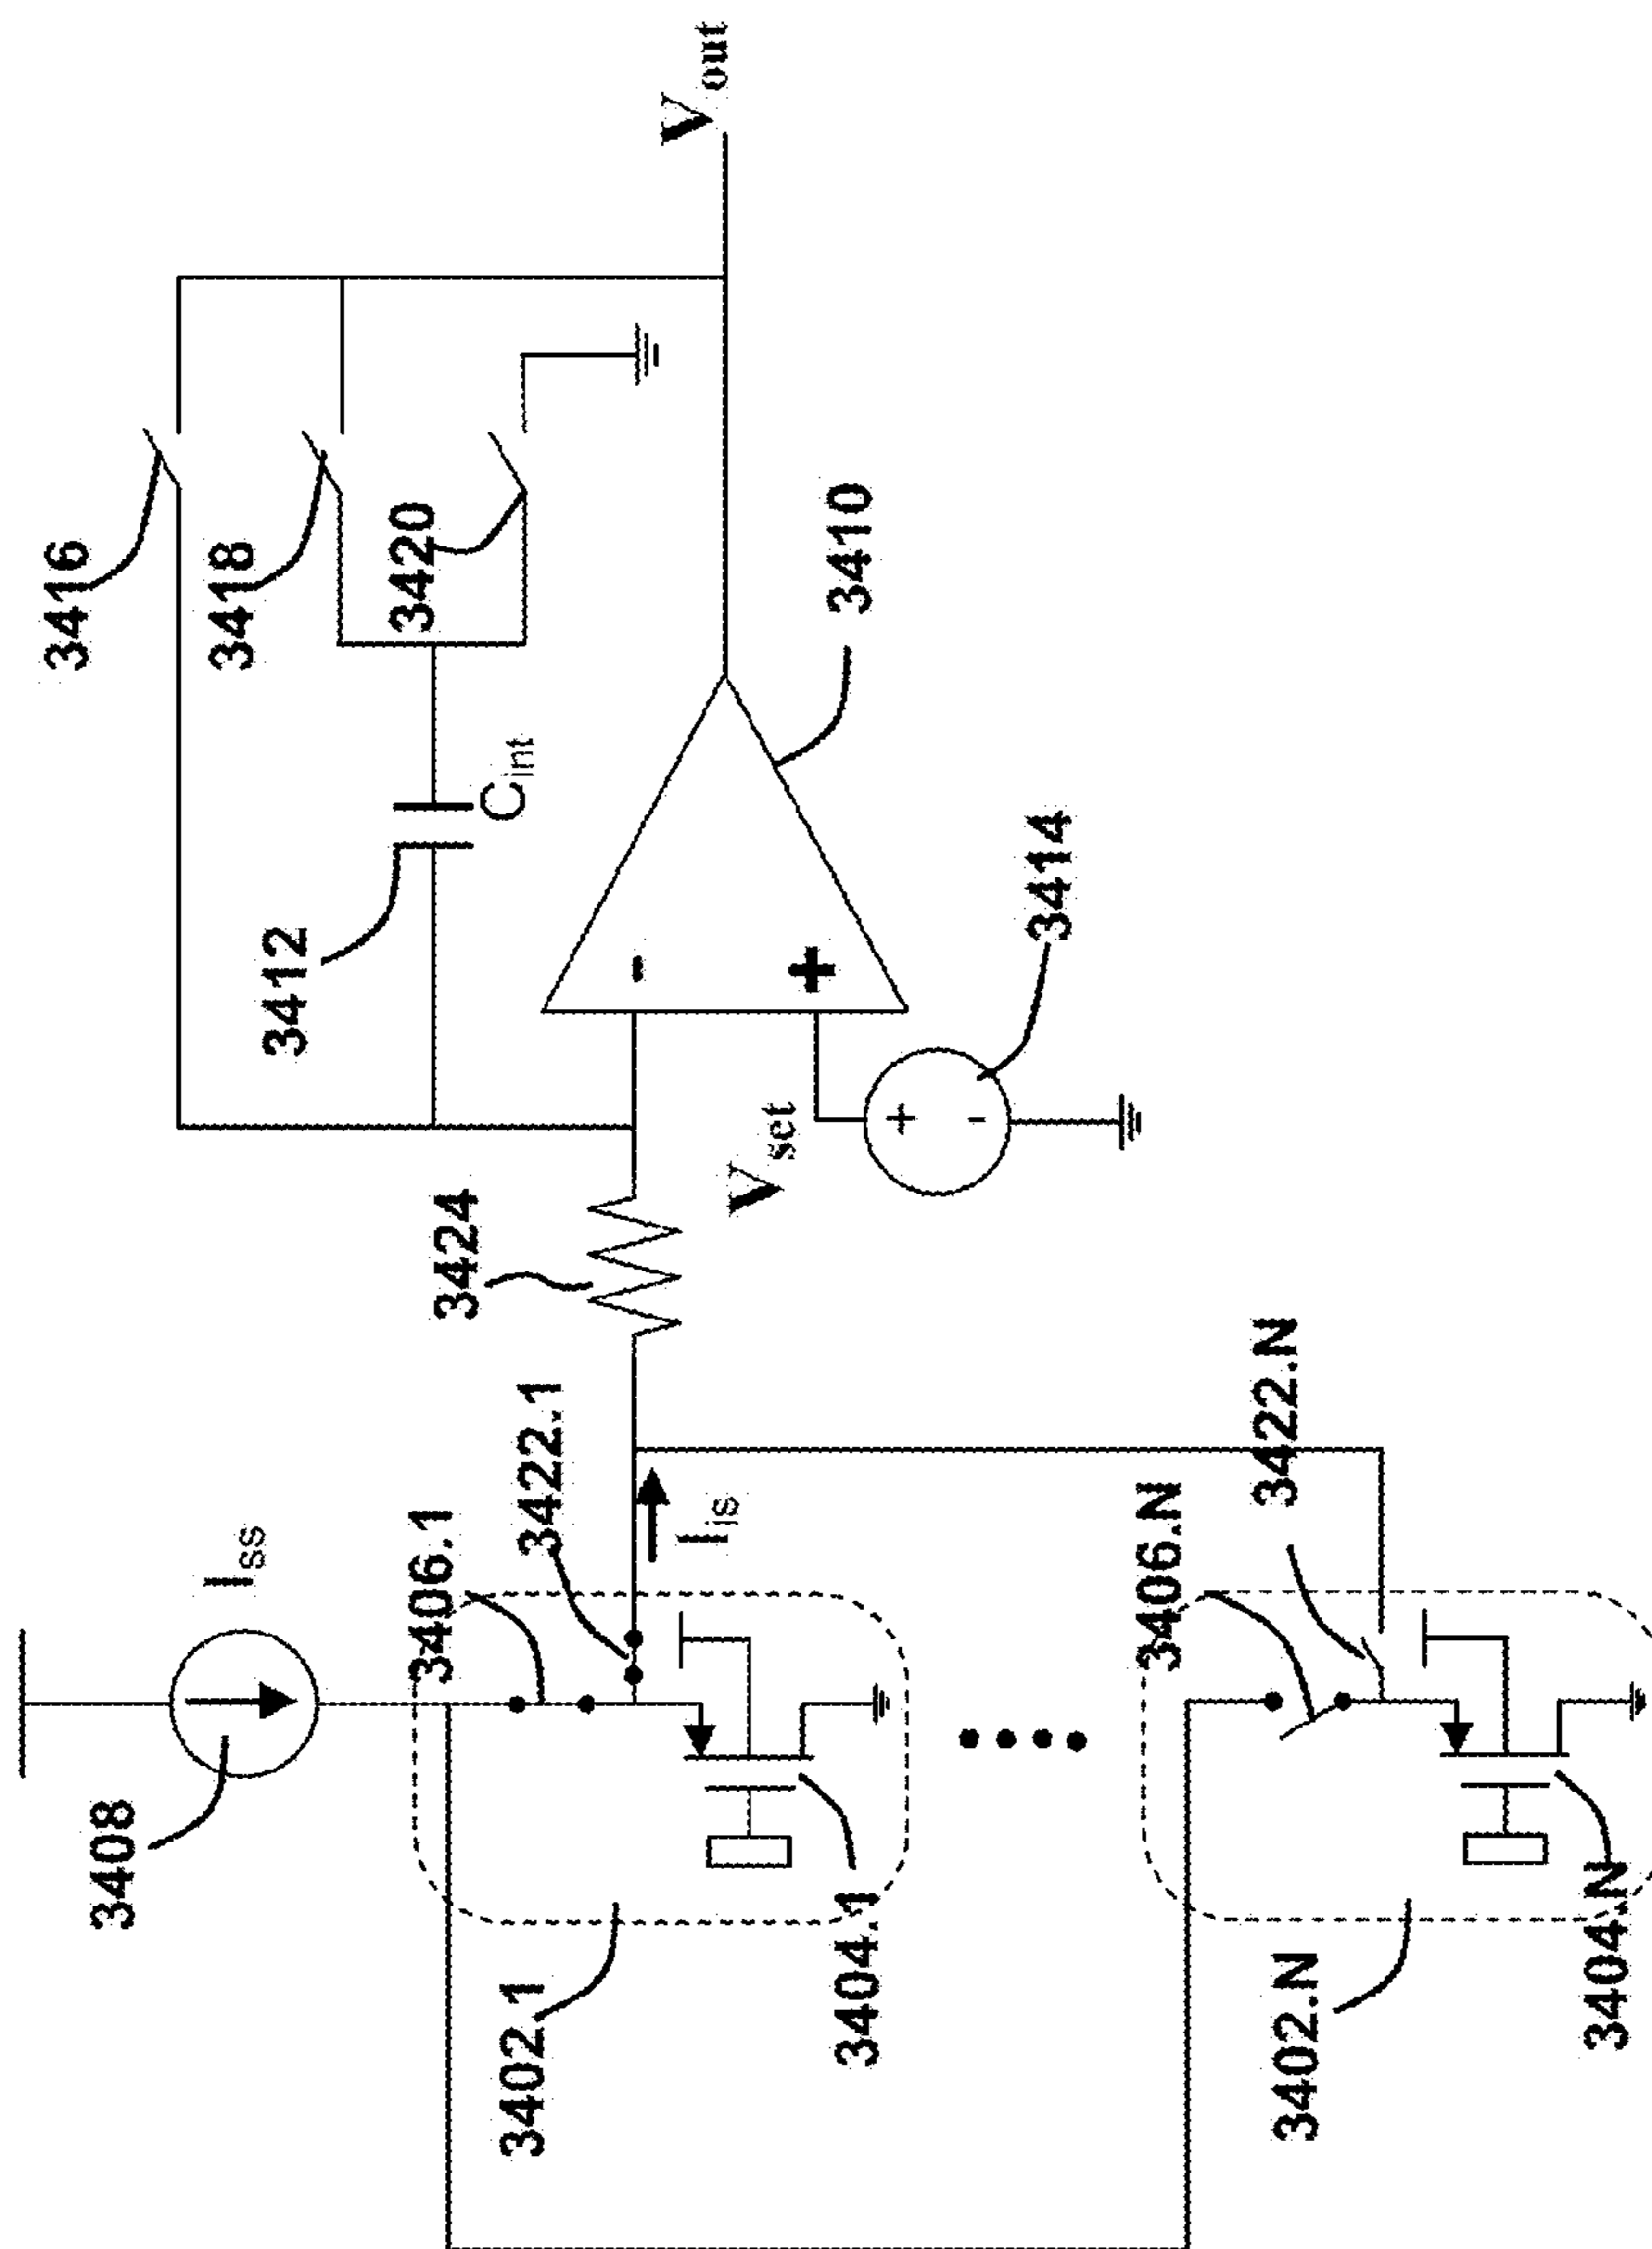 3416
3418
3420
V_out
3412
C_int
3410
3424
V_set
3414
3408
I_ss
3406.1
3422.1
I_is
3402.1
3404.1
3406.N
3422.N
3402.N
3404.N
-
+
+
-